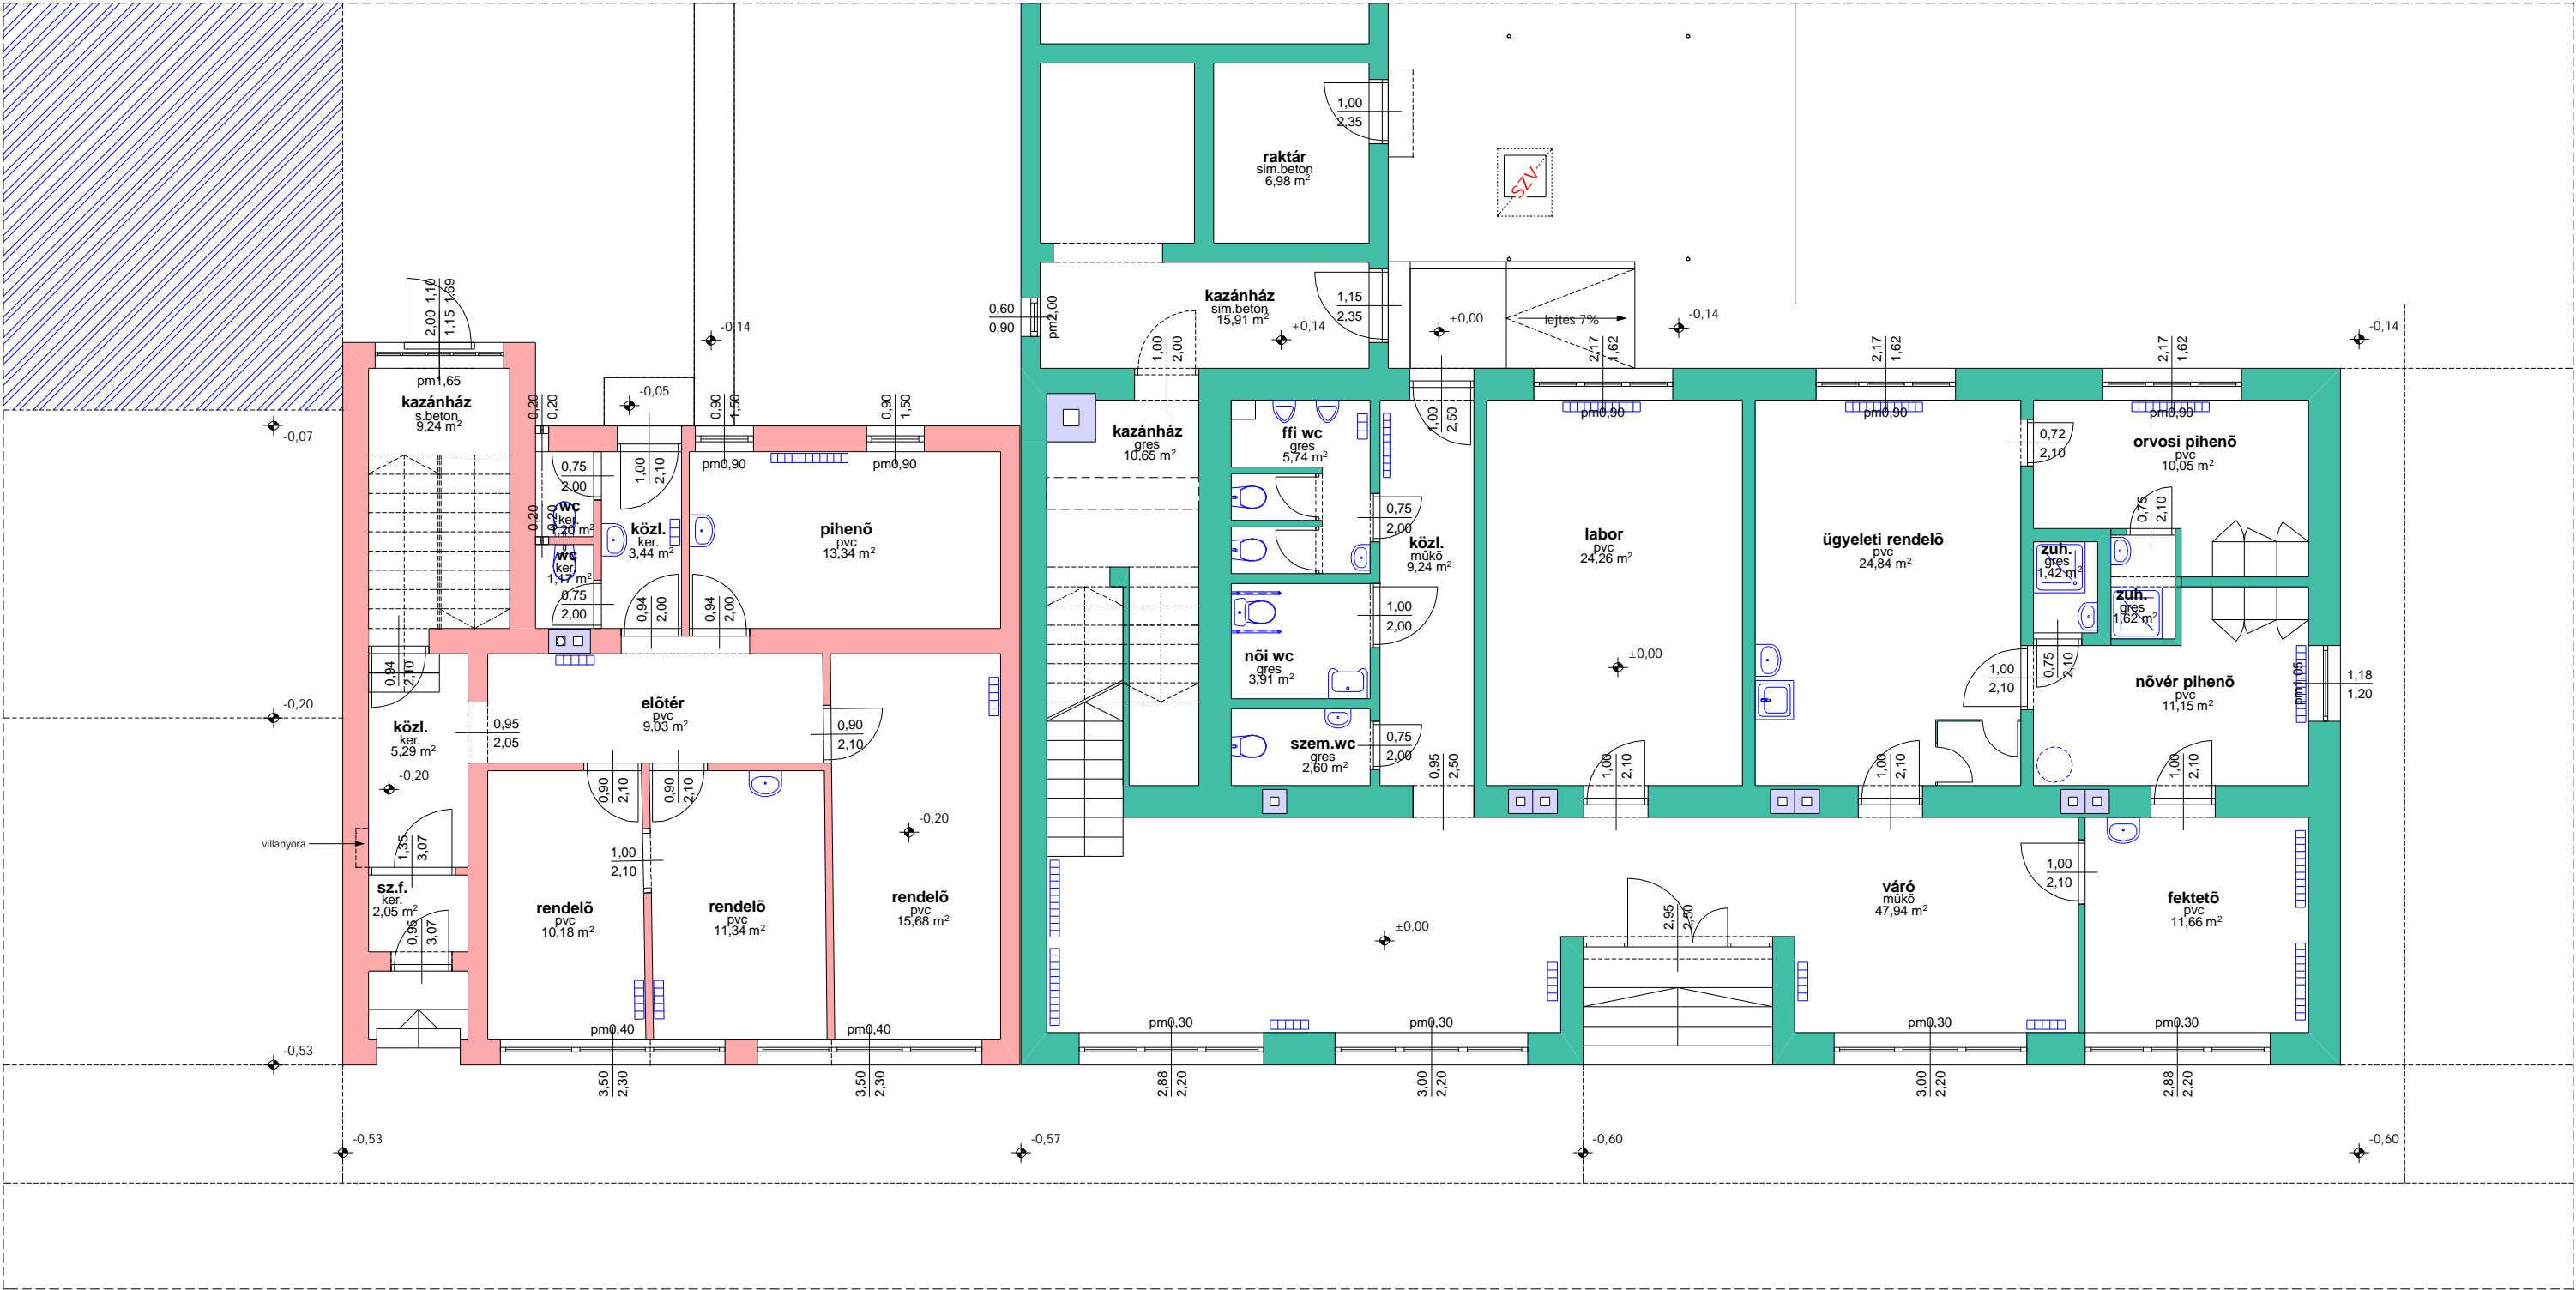 1,00
2,35
raktár
sim.beton
6,98 m²
SZV
kazánház
sim.beton
15,91 m²
+0,14
1,15
2,35
±0,00
lejtés 7%
-0,14
-0,14
-0,14
0,60
0,90
pm2,00
1,00
2,00
2,00 1,10
1,15 1,69
pm1,65
kazánház
s.beton
9,24 m²
-0,07
-0,05
0,20
0,20
0,90
1,50
0,90
1,50
pm0,90
pm0,90
0,75
2,00
1,00
2,10
wc
ker.
1,20 m²
0,20
0,20
wc
ker.
1,17 m²
0,75
2,00
közl.
ker.
3,44 m²
pihenõ
pvc
13,34 m²
0,94
2,00
0,94
2,00
0,94
2,10
-0,20
elõtér
pvc
9,03 m²
0,95
2,05
közl.
ker.
5,29 m²
-0,20
0,90
2,10
0,90
2,10
0,90
2,10
-0,20
villanyóra
1,35
3,07
1,00
2,10
sz.f.
ker.
2,05 m²
0,95
3,07
rendelõ
pvc
10,18 m²
rendelõ
pvc
11,34 m²
rendelõ
pvc
15,68 m²
pm0,40
pm0,40
-0,53
3,50
2,30
3,50
2,30
kazánház
gres
10,65 m²
ffi wc
gres
5,74 m²
1,00
2,50
0,75
2,00
közl.
mûkõ
9,24 m²
1,00
2,00
nõi wc
gres
3,91 m²
szem.wc
gres
2,60 m²
0,75
2,00
0,95
2,50
2,17
1,62
pm0,90
labor
pvc
24,26 m²
±0,00
1,00
2,10
2,17
1,62
pm0,90
ügyeleti rendelõ
pvc
24,84 m²
1,00
2,10
1,00
2,10
2,17
1,62
pm0,90
0,72
2,10
orvosi pihenõ
pvc
10,05 m²
0,75
2,10
zuh.
gres
1,42 m²
zuh.
gres
1,62 m²
0,75
2,10
nõvér pihenõ
pvc
11,15 m²
pm1,05
1,18
1,20
1,00
2,10
1,00
2,10
váró
mûkõ
47,94 m²
fektetõ
pvc
11,66 m²
±0,00
2,95
2,50
pm0,30
pm0,30
pm0,30
pm0,30
2,88
2,20
3,00
2,20
3,00
2,20
2,88
2,20
-0,53
-0,57
-0,60
-0,60